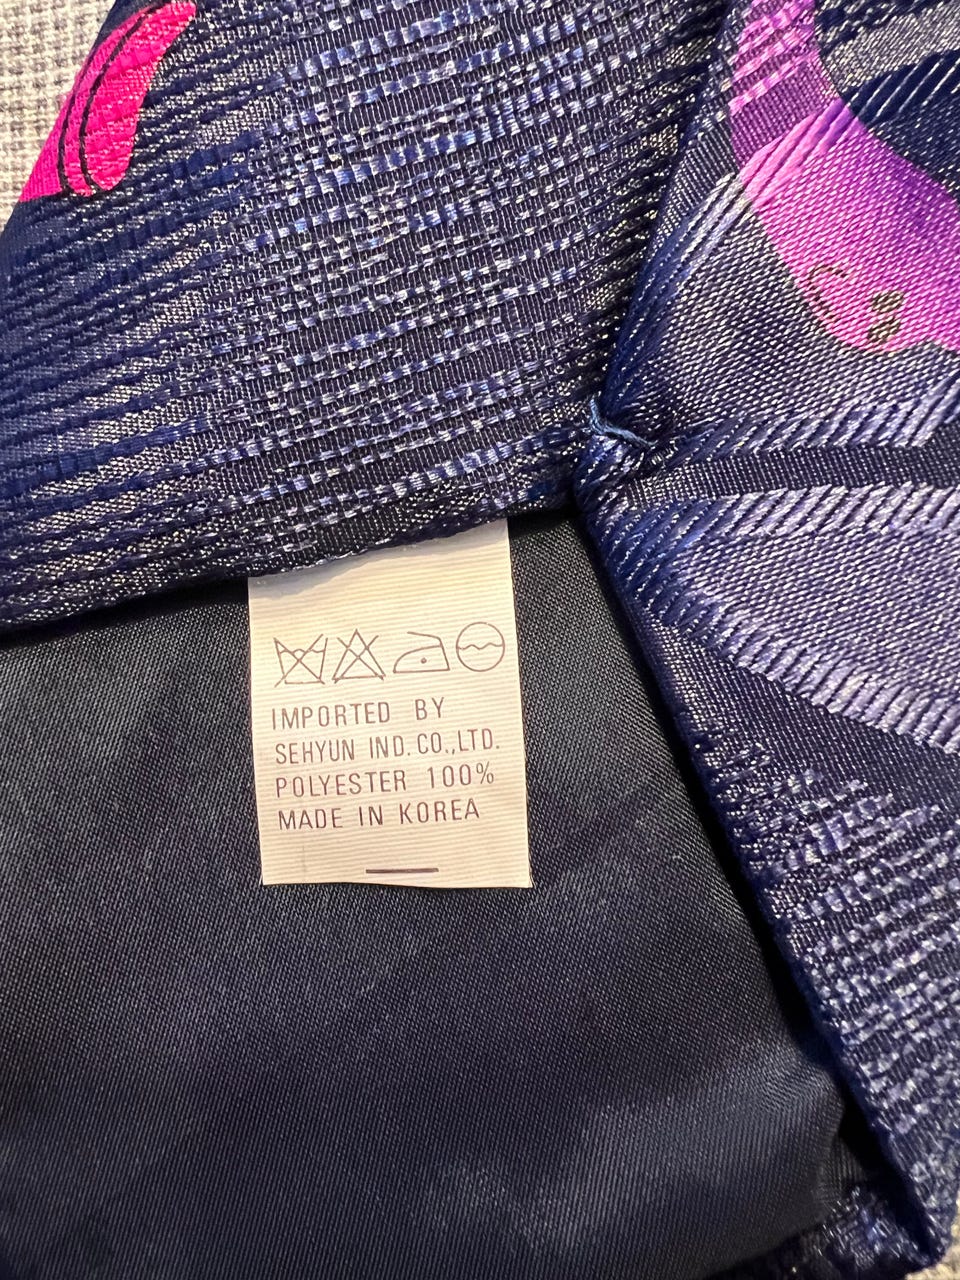 IMPORTED BY
SEHYUN IND. CO.,LTD.
POLYESTER 100%
MADE IN KOREA